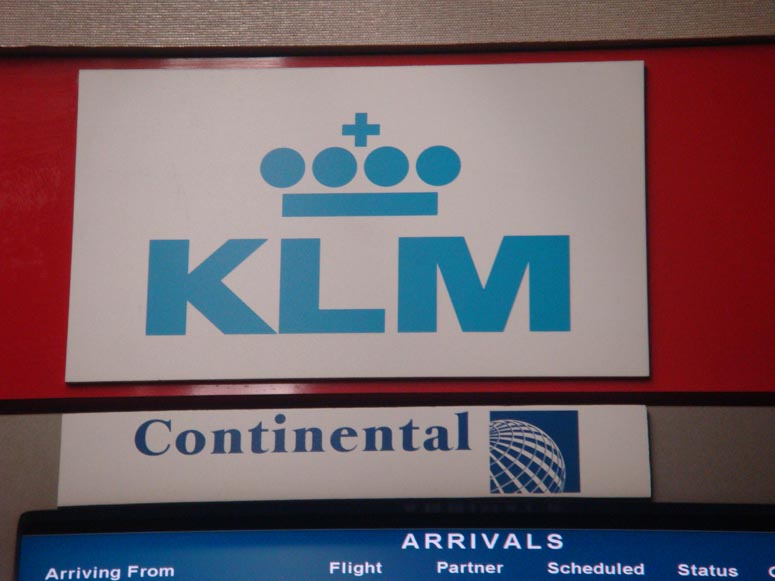 KLM
Continental
ARRIVALS
Arriving From Flight Partner Scheduled Status